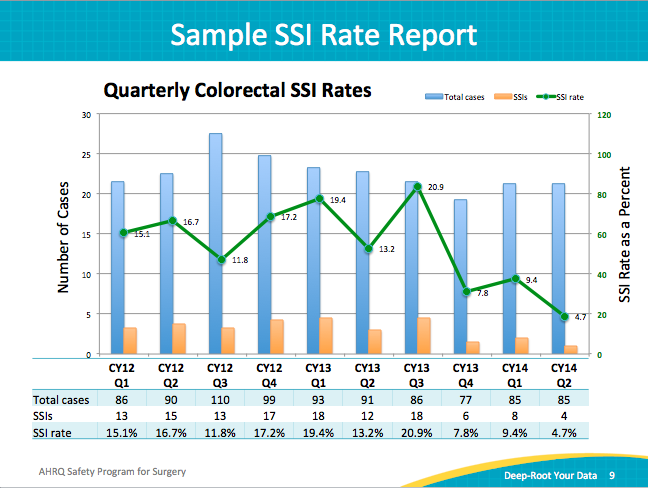 Sample SSI Rate Report
Quarterly Colorectal SSI Rates
Total cases SSIs SSI rate
Number of Cases
30
25
20
15
10
5
0
15.1 16.7 11.8 17.2 19.4 13.2 20.9 7.8 9.4 4.7
120
100
80
60
40
20
0
SSI Rate as a Percent
CY12 CY12 CY12 CY12 CY13 CY13 CY13 CY13 CY14 CY14
Q1 Q2 Q3 Q4 Q1 Q2 Q3 Q4 Q1 Q2
Total cases 86 90 110 99 93 91 86 77 85 85
SSIs 13 15 13 17 18 12 18 6 8 4
SSI rate 15.1% 16.7% 11.8% 17.2% 19.4% 13.2% 20.9% 7.8% 9.4% 4.7%
AHRQ Safety Program for Surgery
Deep-Root Your Data 9